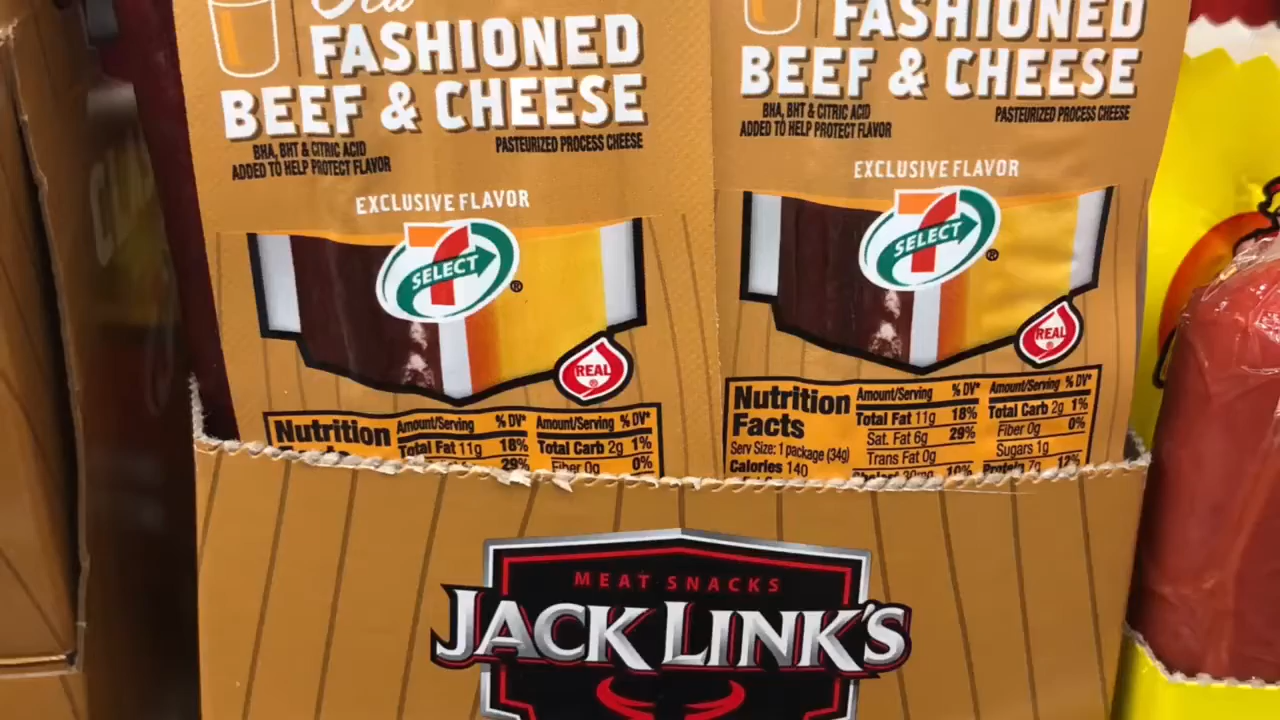 Old
FASHIONED
BEEF & CHEESE
BHA, BHT & CITRIC ACID
ADDED TO HELP PROTECT FLAVOR
PASTEURIZED PROCESS CHEESE
EXCLUSIVE FLAVOR
7
SELECT
®
REAL
®
Nutrition
Amount/Serving % DV*
Total Fat 11g 18%
29%
Amount/Serving % DV*
Total Carb 2g 1%
Fiber 0g 0%
FASHIONED
BEEF & CHEESE
BHA, BHT & CITRIC ACID
ADDED TO HELP PROTECT FLAVOR
PASTEURIZED PROCESS CHEESE
EXCLUSIVE FLAVOR
7
SELECT
®
REAL
®
Nutrition
Facts
Serv Size: 1 package (34g)
Calories 140
Amount/Serving % DV*
Total Fat 11g 18%
Sat. Fat 6g 29%
Trans Fat 0g
10%
Amount/Serving % DV*
Total Carb 2g 1%
Fiber 0g 0%
Sugars 1g
Protein 7g 12%
MEAT SNACKS
JACK LINK'S